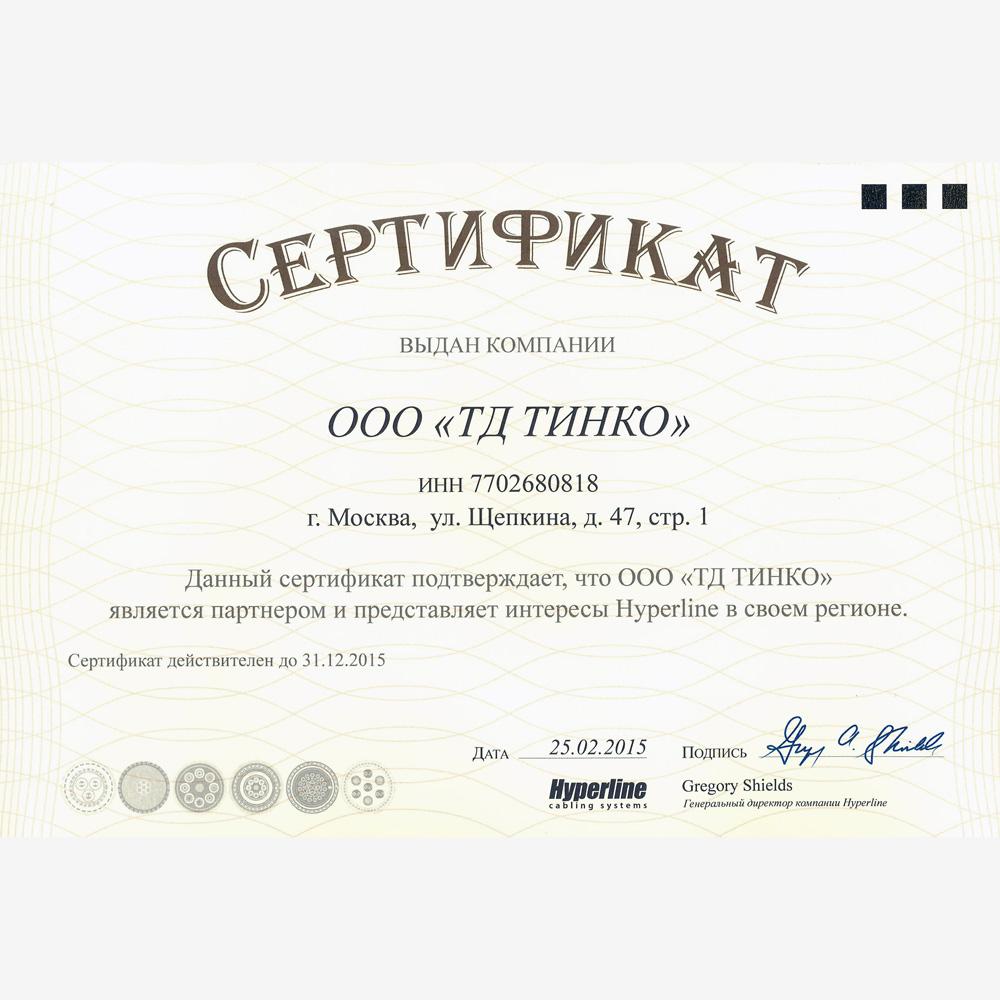 СЕРТИФИКАТ
ВЫДАН КОМПАНИИ
ООО «ТД ТИНКО»
ИНН 7702680818
г. Москва, ул. Щепкина, д. 47, стр. 1
Данный сертификат подтверждает, что ООО «ТД ТИНКО»
является партнером и представляет интересы Hyperline в своем регионе.
Сертификат действителен до 31.12.2015
Дата 25.02.2015 Подпись
Hyperline
cabling systems
Gregory Shields
Генеральный директор компании Hyperline